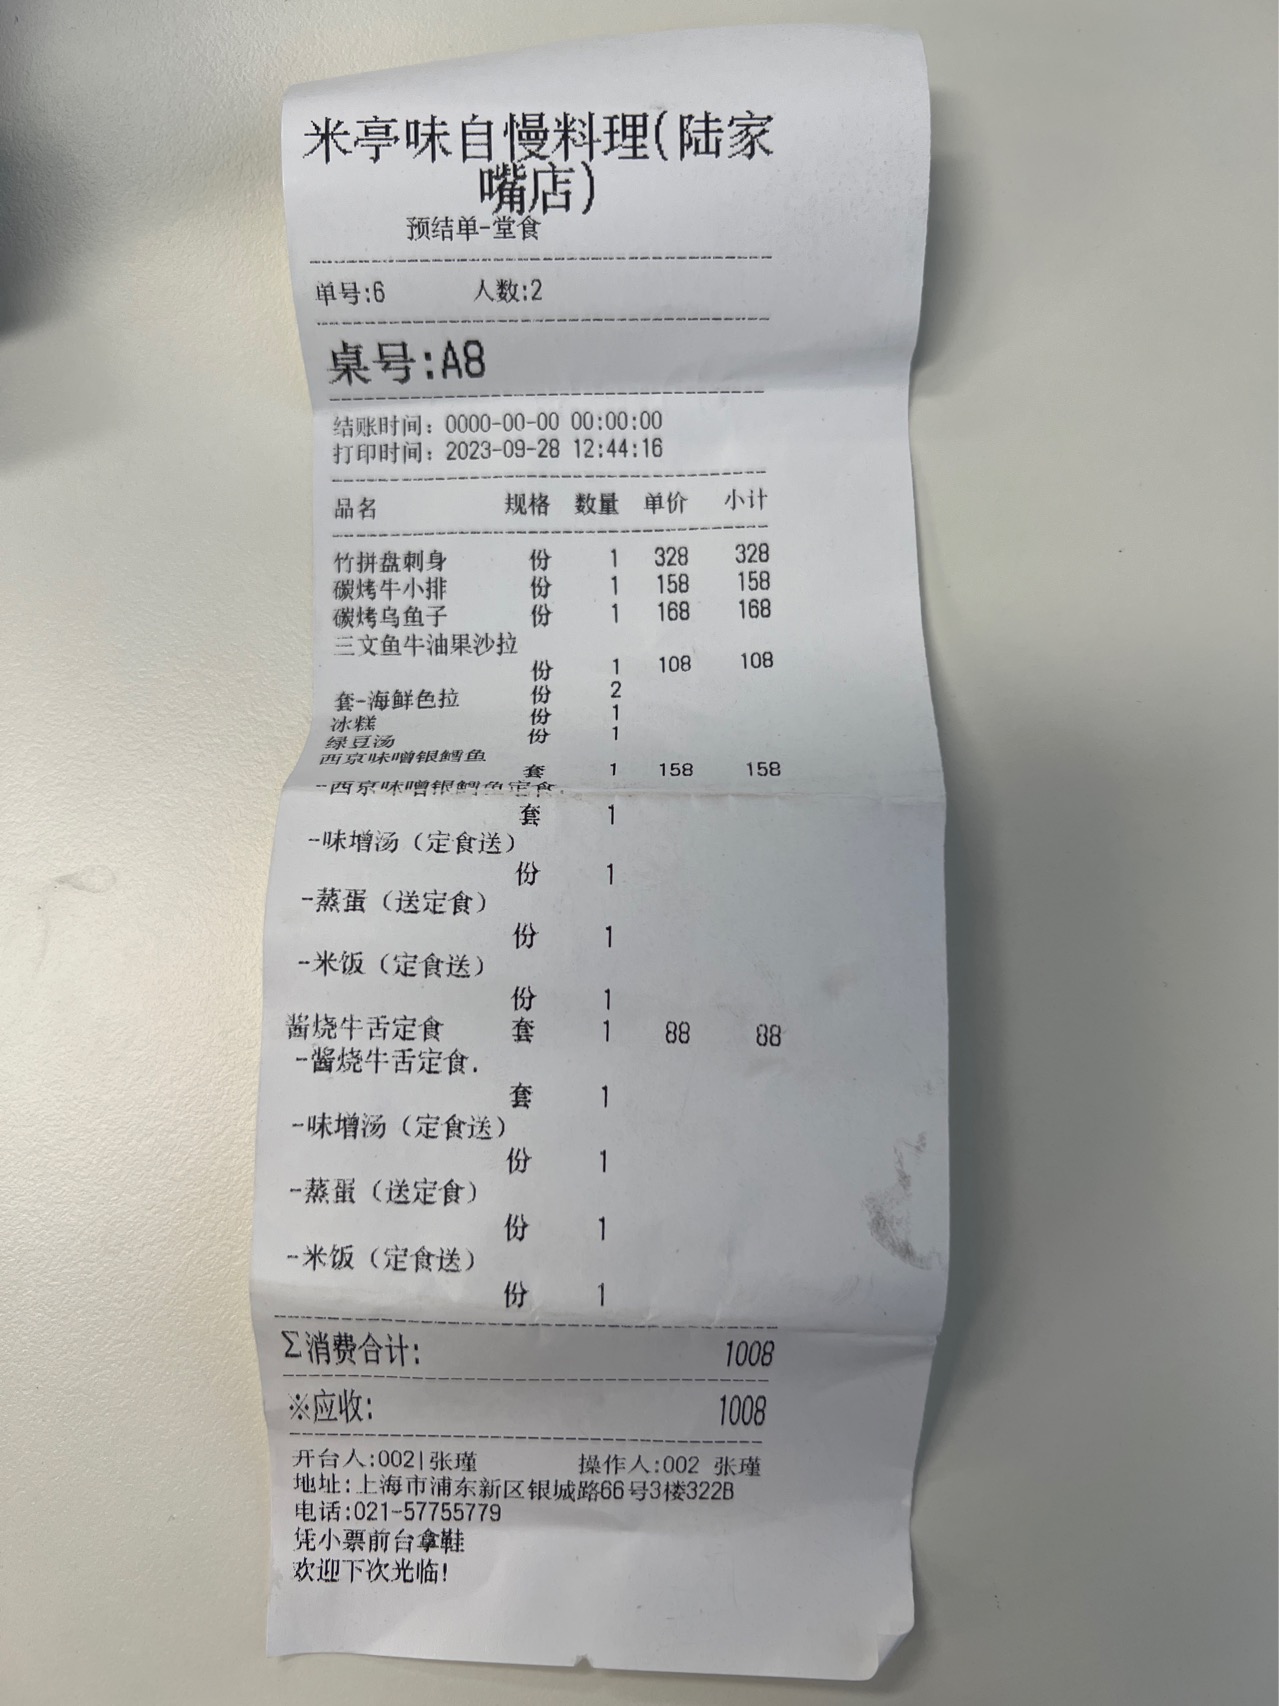 米亭味自慢料理(陆家
嘴店)
预结单-堂食
单号:6 人数:2
桌号:A8
结账时间: 0000-00-00 00:00:00
打印时间: 2023-09-28 12:44:16
品名 规格 数量 单价 小计
竹拼盘刺身 份 1 328 328
碳烤牛小排 份 1 158 158
碳烤乌鱼子 份 1 168 168
三文鱼牛油果沙拉
份 1 108 108
套-海鲜色拉 份 2
冰糕 份 1
绿豆汤 份 1
西京味噌银鳕鱼
套 1 158 158
-西京味噌银鳕鱼定食.
套 1
-味增汤（定食送）
份 1
-蒸蛋（送定食）
份 1
-米饭（定食送）
份 1
酱烧牛舌定食 套 1 88 88
-酱烧牛舌定食.
套 1
-味增汤（定食送）
份 1
-蒸蛋（送定食）
份 1
-米饭（定食送）
份 1
Σ消费合计: 1008
※应收: 1008
开台人:002|张瑾 操作人:002 张瑾
地址:上海市浦东新区银城路66号3楼322B
电话:021-57755779
凭小票前台拿鞋
欢迎下次光临!